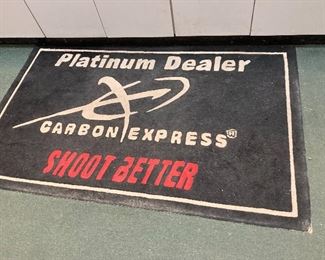 Platinum Dealer
CARBON EXPRESS
SHOOT BETTER